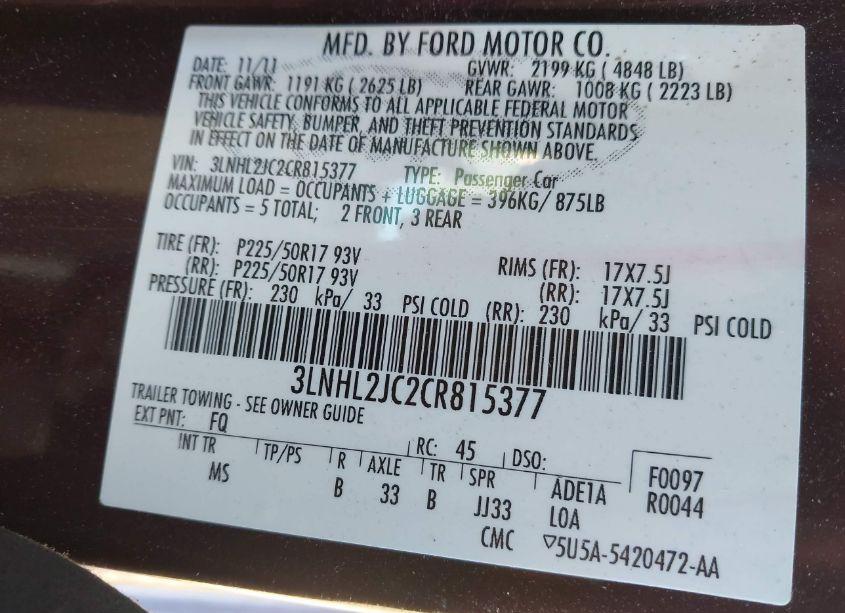 MFD. BY FORD MOTOR CO.
DATE: 11/11 GVWR: 2199 KG ( 4848 LB)
FRONT GAWR: 1191 KG ( 2625 LB) REAR GAWR: 1008 KG ( 2223 LB)
THIS VEHICLE CONFORMS TO ALL APPLICABLE FEDERAL MOTOR
VEHICLE SAFETY, BUMPER, AND THEFT PREVENTION STANDARDS
IN EFFECT ON THE DATE OF MANUFACTURE SHOWN ABOVE.
VIN: 3LNHL2JC2CR815377 TYPE: Passenger Car
MAXIMUM LOAD = OCCUPANTS + LUGGAGE = 396KG/ 875LB
OCCUPANTS = 5 TOTAL; 2 FRONT, 3 REAR
TIRE (FR): P225/50R17 93V RIMS (FR): 17X7.5J
(RR): P225/50R17 93V (RR): 17X7.5J
PRESSURE (FR): 230 kPa/ 33 PSI COLD (RR): 230 kPa/ 33 PSI COLD
3LNHL2JC2CR815377
TRAILER TOWING - SEE OWNER GUIDE
EXT PNT: FQ RC: 45 DSO: F0097
INT TR TP/PS R AXLE TR SPR ADE1A R0044
MS B 33 B JJ33 LOA
CMC ▽5U5A-5420472-AA